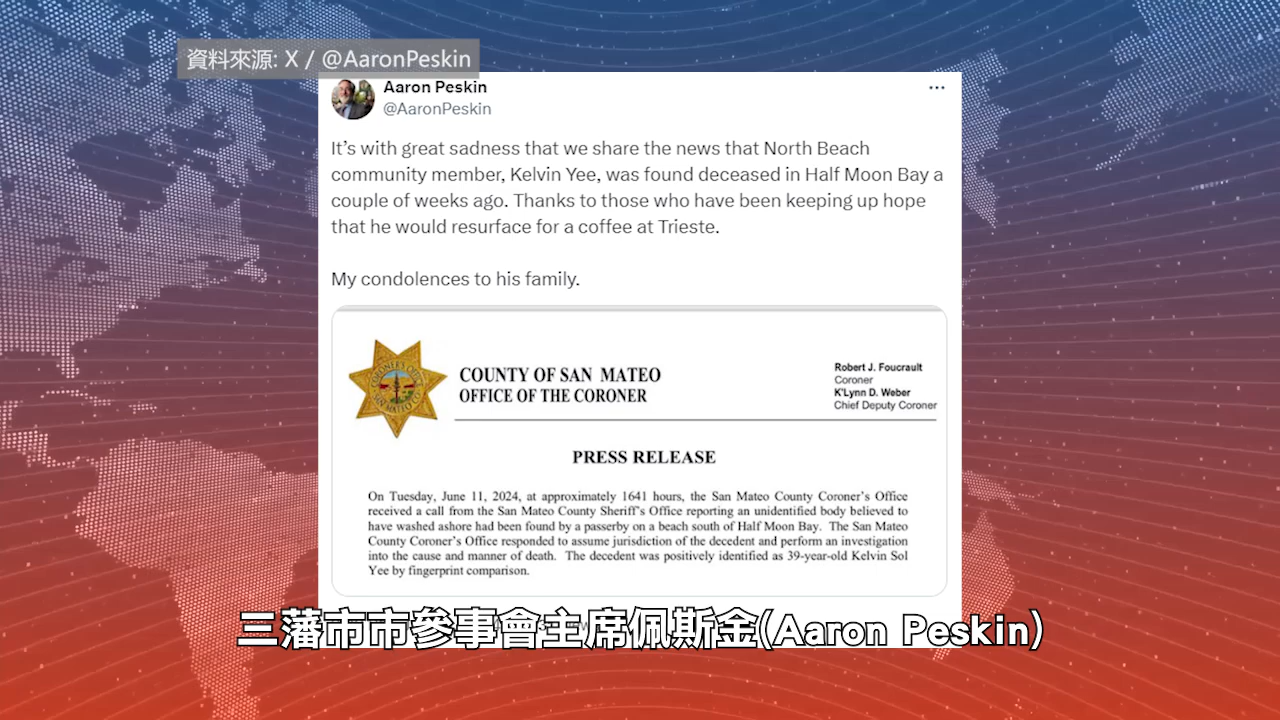 資料來源: X / @AaronPeskin
Aaron Peskin
@AaronPeskin
It's with great sadness that we share the news that North Beach
community member, Kelvin Yee, was found deceased in Half Moon Bay a
couple of weeks ago. Thanks to those who have been keeping up hope
that he would resurface for a coffee at Trieste.
My condolences to his family.
COUNTY OF SAN MATEO
OFFICE OF THE CORONER
Robert J. Foucrault
Coroner
K'Lynn D. Weber
Chief Deputy Coroner
PRESS RELEASE
On Tuesday, June 11, 2024, at approximately 1641 hours, the San Mateo County Coroner's Office
received a call from the San Mateo County Sheriff's Office reporting an unidentified body believed to
have washed ashore had been found by a passerby on a beach south of Half Moon Bay. The San Mateo
County Coroner's Office responded to assume jurisdiction of the decedent and perform an investigation
into the cause and manner of death. The decedent was positively identified as 39-year-old Kelvin Sol
Yee by fingerprint comparison.
三藩市市參事會主席佩斯金(Aaron Peskin)